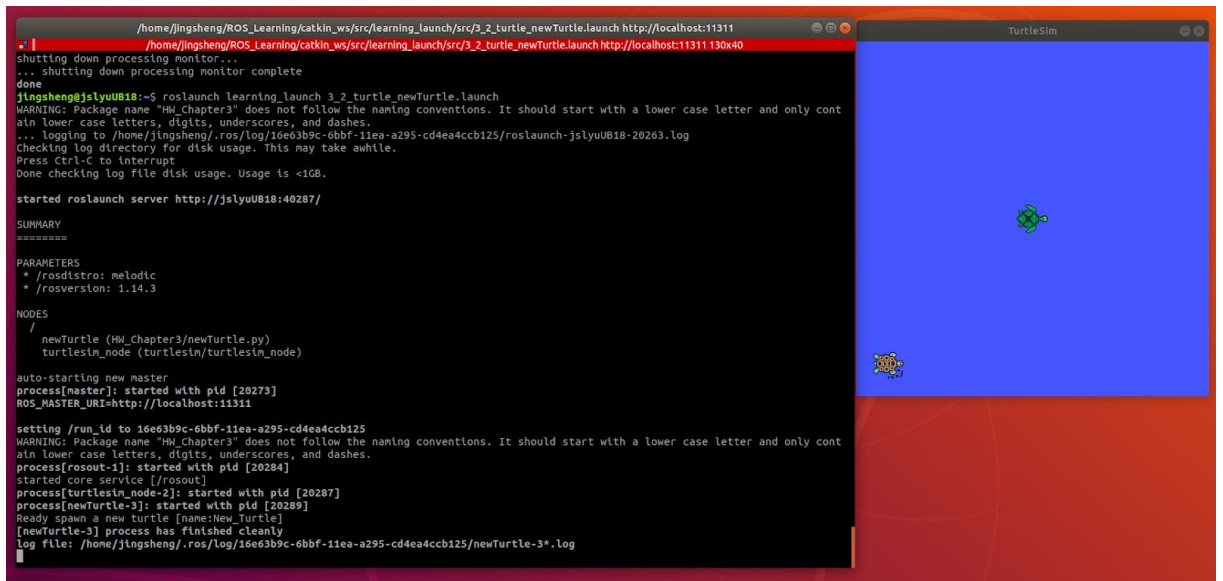 /home/jingsheng/ROS_Learning/catkin_ws/src/learning_launch/src/3_2_turtle_newTurtle.launch http://localhost:11311
/home/jingsheng/ROS_Learning/catkin_ws/src/learning_launch/src/3_2_turtle_newTurtle.launch http://localhost:11311 130x40
shutting down processing monitor...
... shutting down processing monitor complete
done
jingsheng@jslyuUB18:~$ roslaunch learning_launch 3_2_turtle_newTurtle.launch
WARNING: Package name "HW_Chapter3" does not follow the naming conventions. It should start with a lower case letter and only cont
ain lower case letters, digits, underscores, and dashes.
... logging to /home/jingsheng/.ros/log/16e63b9c-6bbf-11ea-a295-cd4ea4ccb125/roslaunch-jslyuUB18-20263.log
Checking log directory for disk usage. This may take awhile.
Press Ctrl-C to interrupt
Done checking log file disk usage. Usage is <1GB.
started roslaunch server http://jslyuUB18:40287/
SUMMARY
========
PARAMETERS
* /rosdistro: melodic
* /rosversion: 1.14.3
NODES
/
newTurtle (HW_Chapter3/newTurtle.py)
turtlesim_node (turtlesim/turtlesim_node)
auto-starting new master
process[master]: started with pid [20273]
ROS_MASTER_URI=http://localhost:11311
setting /run_id to 16e63b9c-6bbf-11ea-a295-cd4ea4ccb125
WARNING: Package name "HW_Chapter3" does not follow the naming conventions. It should start with a lower case letter and only cont
ain lower case letters, digits, underscores, and dashes.
process[rosout-1]: started with pid [20284]
started core service [/rosout]
process[turtlesim_node-2]: started with pid [20287]
process[newTurtle-3]: started with pid [20289]
Ready spawn a new turtle [name:New_Turtle]
[newTurtle-3] process has finished cleanly
log file: /home/jingsheng/.ros/log/16e63b9c-6bbf-11ea-a295-cd4ea4ccb125/newTurtle-3*.log
TurtleSim